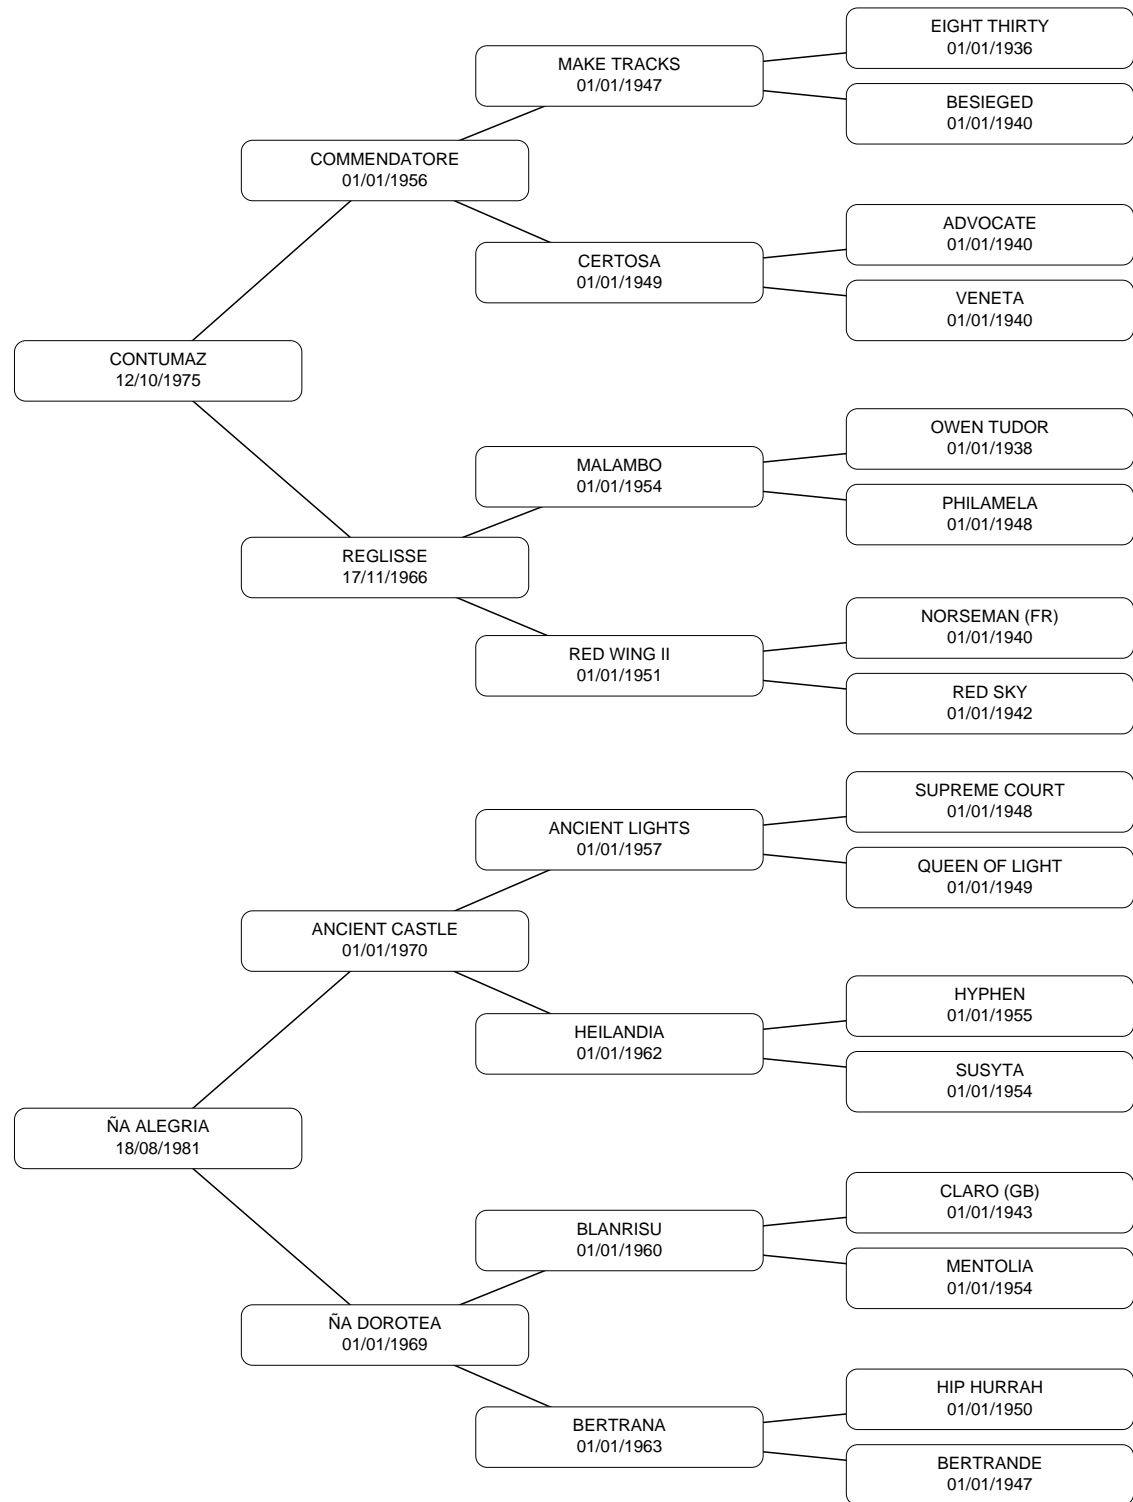 EIGHT THIRTY
01/01/1936
MAKE TRACKS
01/01/1947
BESIEGED
01/01/1940
COMMENDATORE
01/01/1956
ADVOCATE
01/01/1940
CERTOSA
01/01/1949
VENETA
01/01/1940
CONTUMAZ
12/10/1975
OWEN TUDOR
01/01/1938
MALAMBO
01/01/1954
PHILAMELA
01/01/1948
REGLISSE
17/11/1966
NORSEMAN (FR)
01/01/1940
RED WING II
01/01/1951
RED SKY
01/01/1942
SUPREME COURT
01/01/1948
ANCIENT LIGHTS
01/01/1957
QUEEN OF LIGHT
01/01/1949
ANCIENT CASTLE
01/01/1970
HYPHEN
01/01/1955
HEILANDIA
01/01/1962
SUSYTA
01/01/1954
ÑA ALEGRIA
18/08/1981
CLARO (GB)
01/01/1943
BLANRISU
01/01/1960
MENTOLIA
01/01/1954
ÑA DOROTEA
01/01/1969
HIP HURRAH
01/01/1950
BERTRANA
01/01/1963
BERTRANDE
01/01/1947